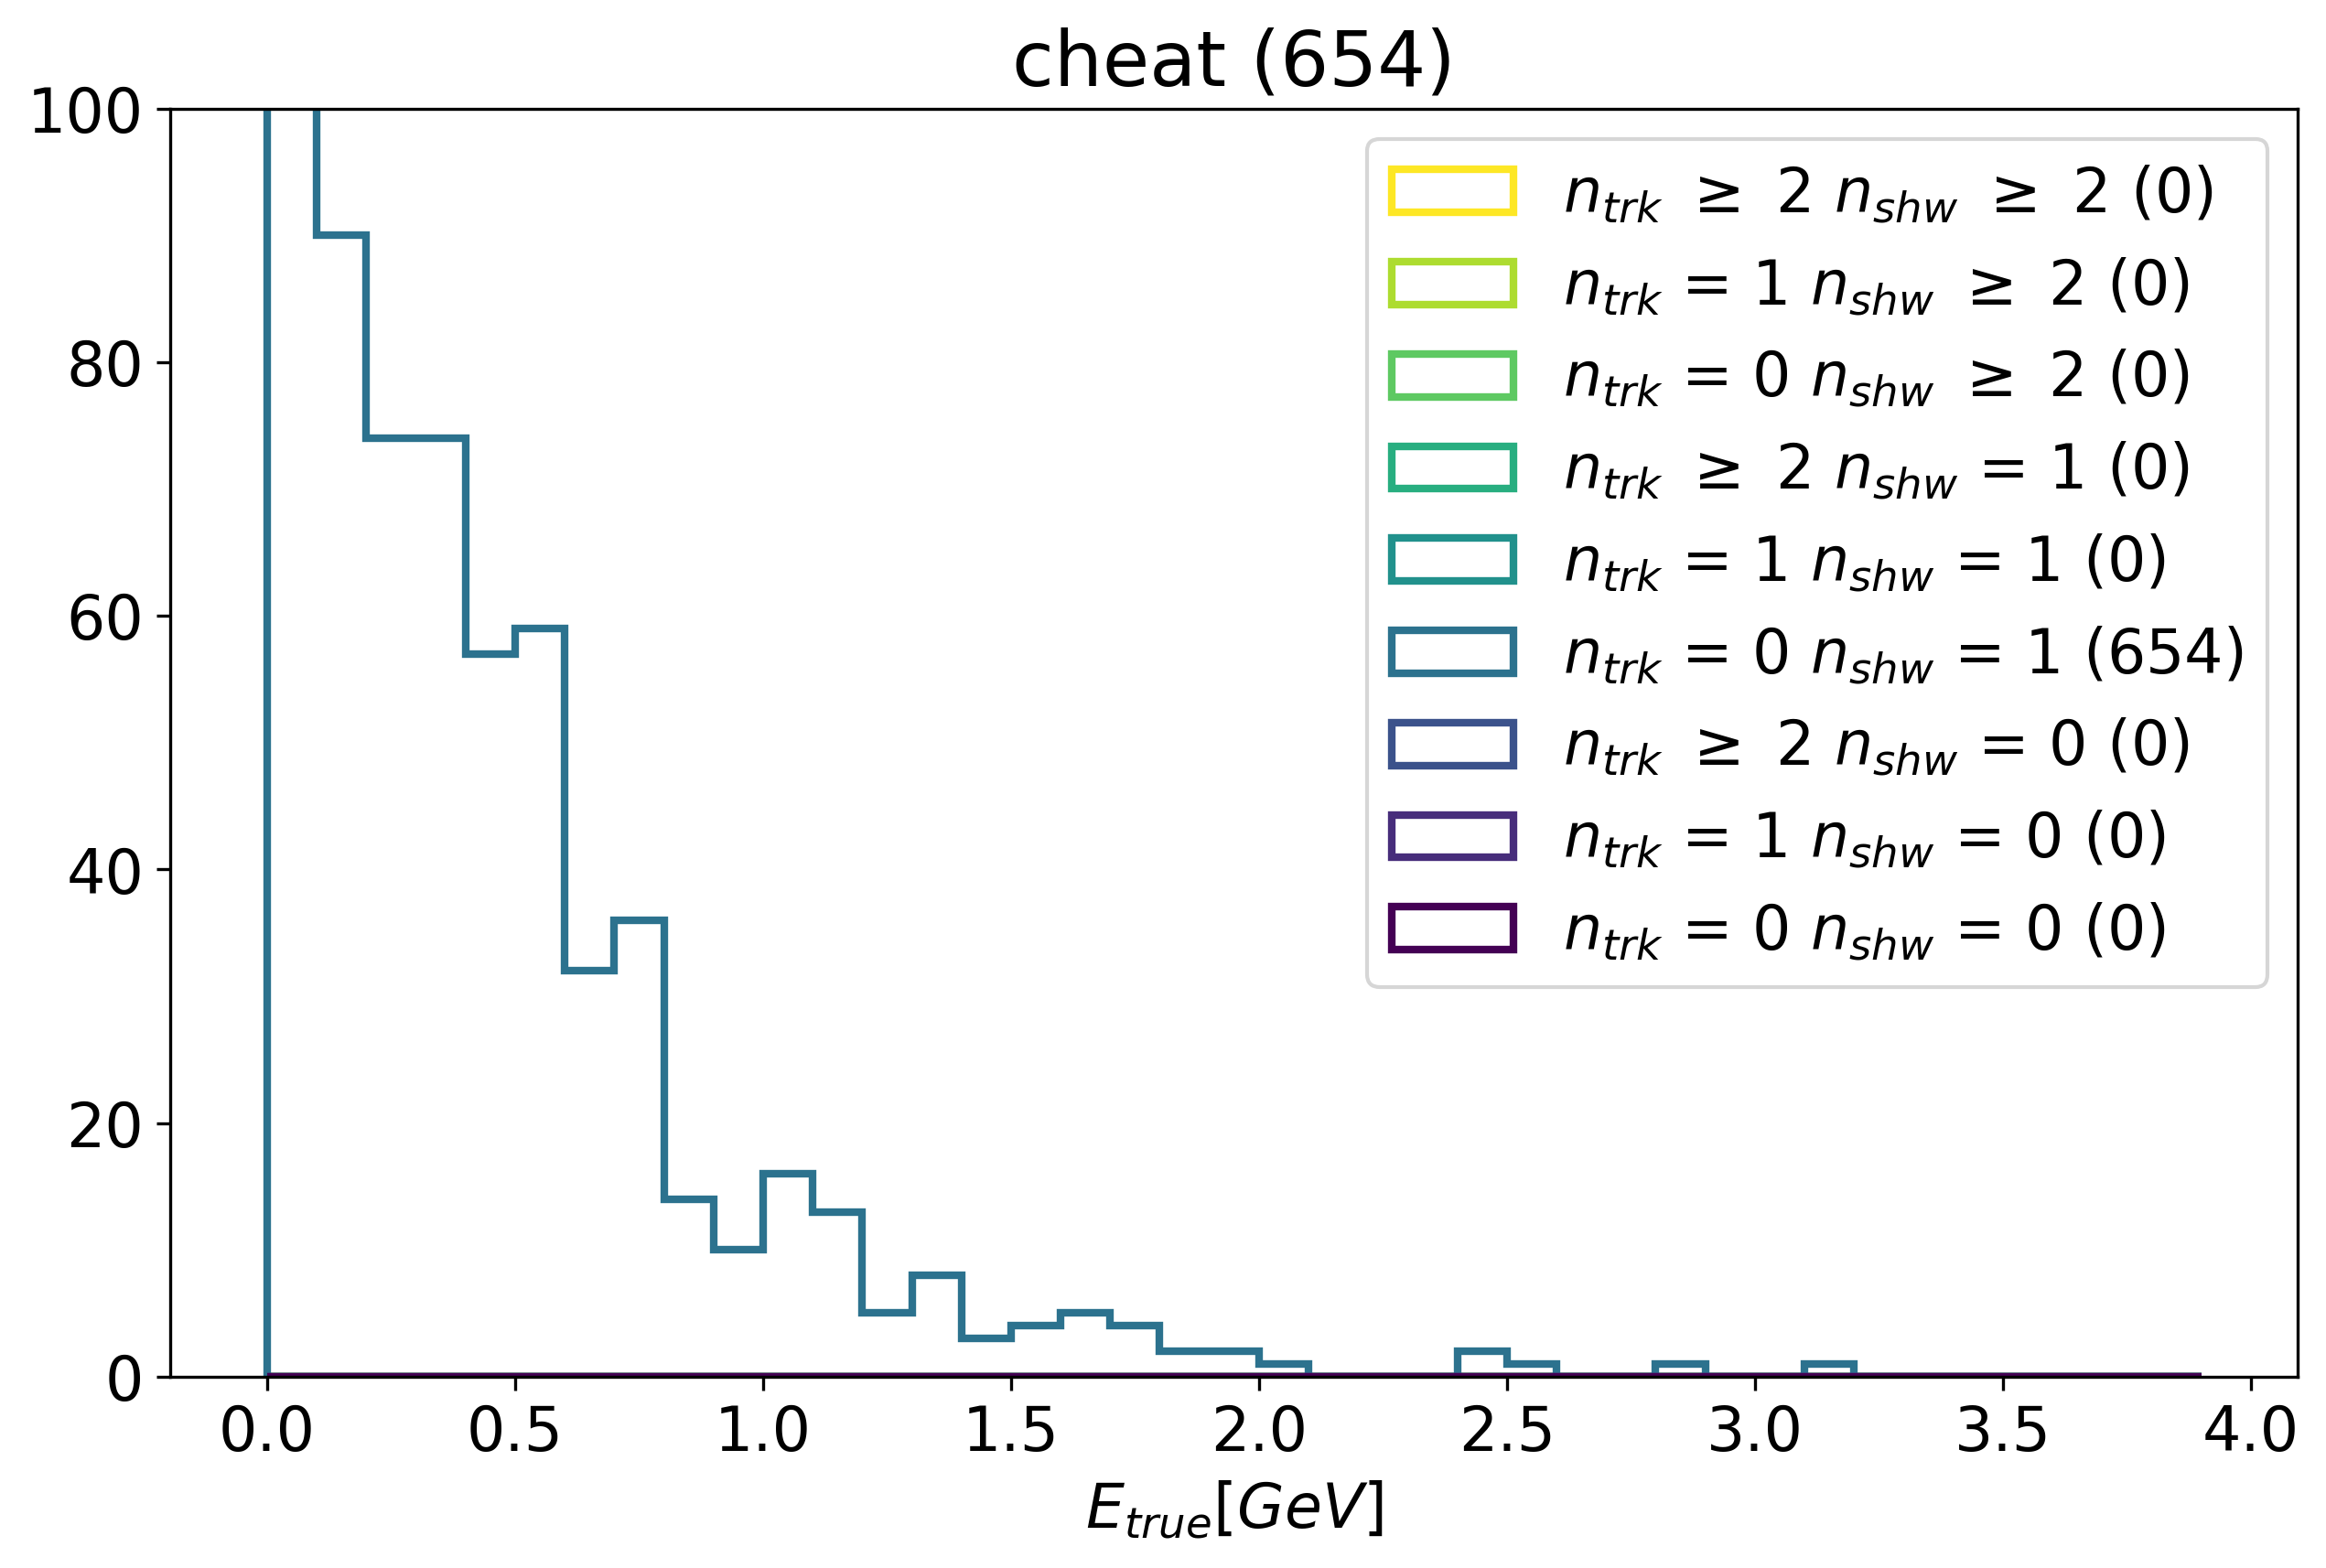 cheat (654)
100
80
60
40
20
0
n_trk ≥ 2 n_shw ≥ 2 (0)
n_trk = 1 n_shw ≥ 2 (0)
n_trk = 0 n_shw ≥ 2 (0)
n_trk ≥ 2 n_shw = 1 (0)
n_trk = 1 n_shw = 1 (0)
n_trk = 0 n_shw = 1 (654)
n_trk ≥ 2 n_shw = 0 (0)
n_trk = 1 n_shw = 0 (0)
n_trk = 0 n_shw = 0 (0)
0.0 0.5 1.0 1.5 2.0 2.5 3.0 3.5 4.0
E_true[GeV]